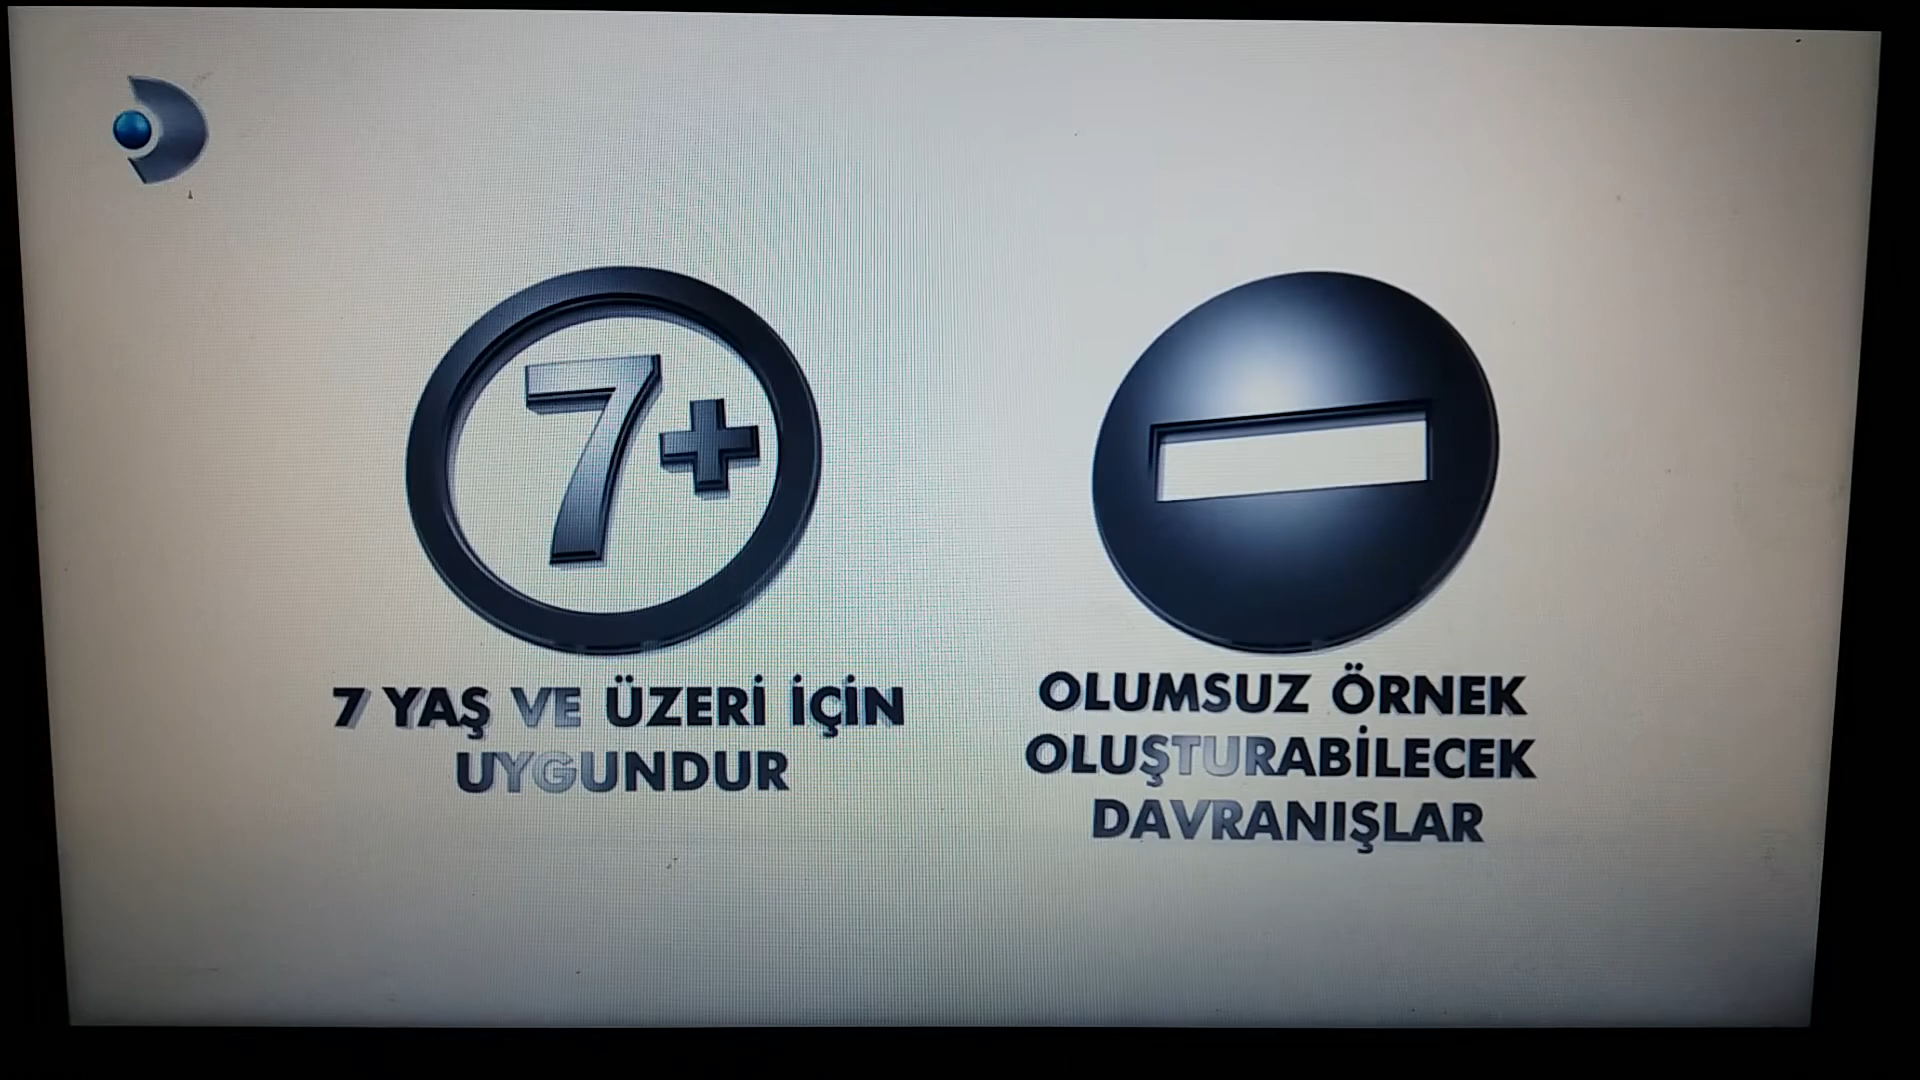 7+
7 YAŞ VE ÜZERİ İÇİN
UYGUNDUR
OLUMSUZ ÖRNEK
OLUŞTURABİLECEK
DAVRANIŞLAR